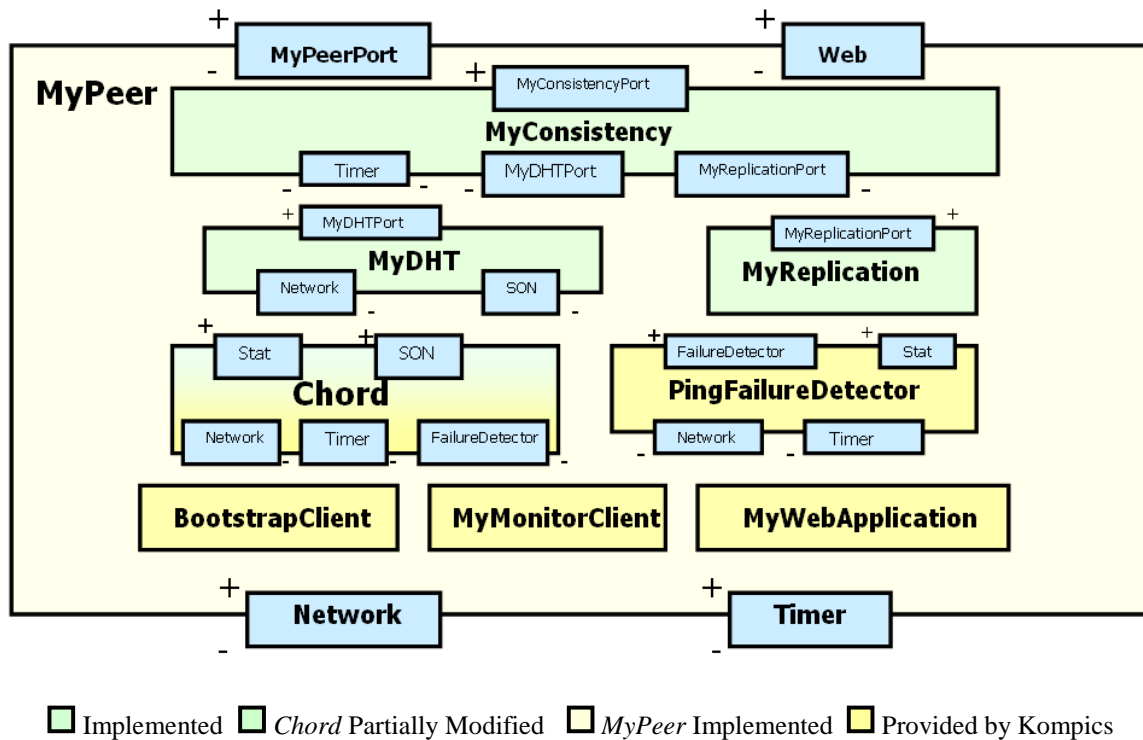 + MyPeerPort - + Web -
MyPeer
+ MyConsistencyPort
MyConsistency
- Timer - - MyDHTPort MyReplicationPort -
+ MyDHTPort MyReplicationPort +
MyDHT MyReplication
Network - SON -
+ Stat + SON + FailureDetector + Stat
Chord PingFailureDetector
Network - Timer - FailureDetector - - Network - Timer
BootstrapClient MyMonitorClient MyWebApplication
+ Network - + Timer -
Implemented Chord Partially Modified MyPeer Implemented Provided by Kompics